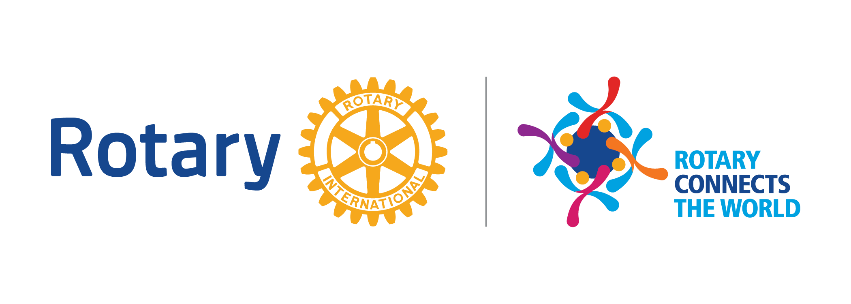 Rotary
ROTARY
INTERNATIONAL
ROTARY
CONNECTS
THE WORLD